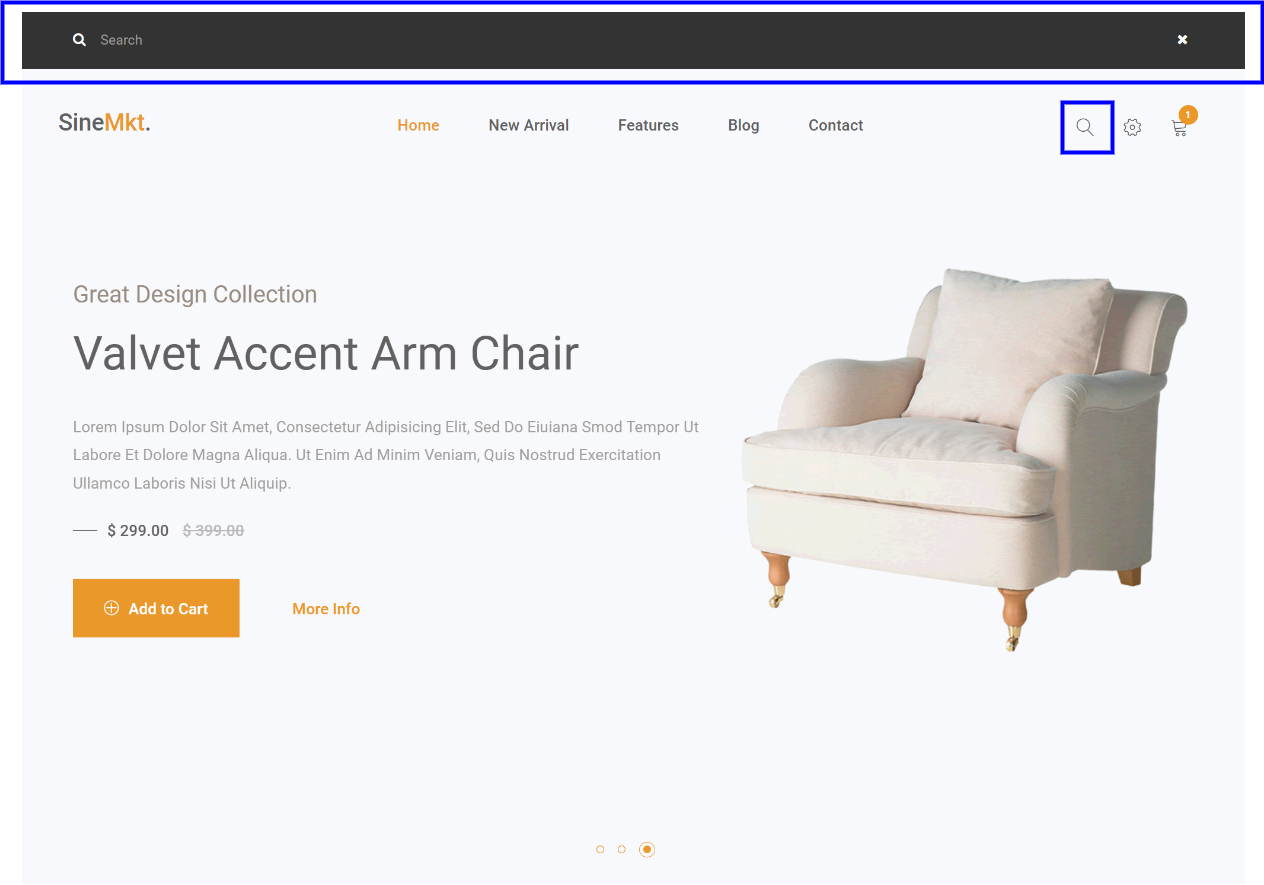 Search
SineMkt.
Home New Arrival Features Blog Contact
1
Great Design Collection
Valvet Accent Arm Chair
Lorem Ipsum Dolor Sit Amet, Consectetur Adipisicing Elit, Sed Do Eiuiana Smod Tempor Ut
Labore Et Dolore Magna Aliqua. Ut Enim Ad Minim Veniam, Quis Nostrud Exercitation
Ullamco Laboris Nisi Ut Aliquip.
$ 299.00 $ 399.00
Add to Cart More Info